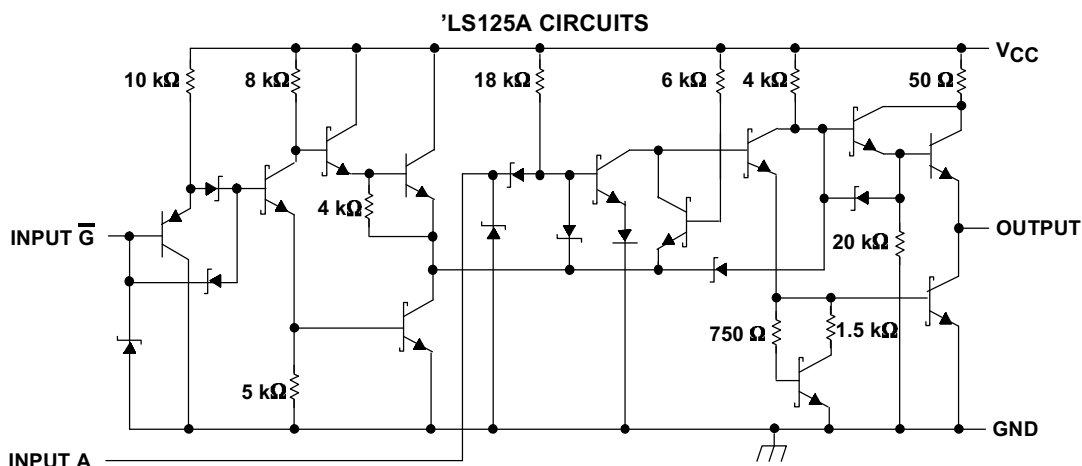 ’LS125A CIRCUITS
VCC
10 kΩ
8 kΩ
18 kΩ
6 kΩ
4 kΩ
50 Ω
4 kΩ
INPUT G̅
20 kΩ
OUTPUT
750 Ω
1.5 kΩ
5 kΩ
GND
INPUT A